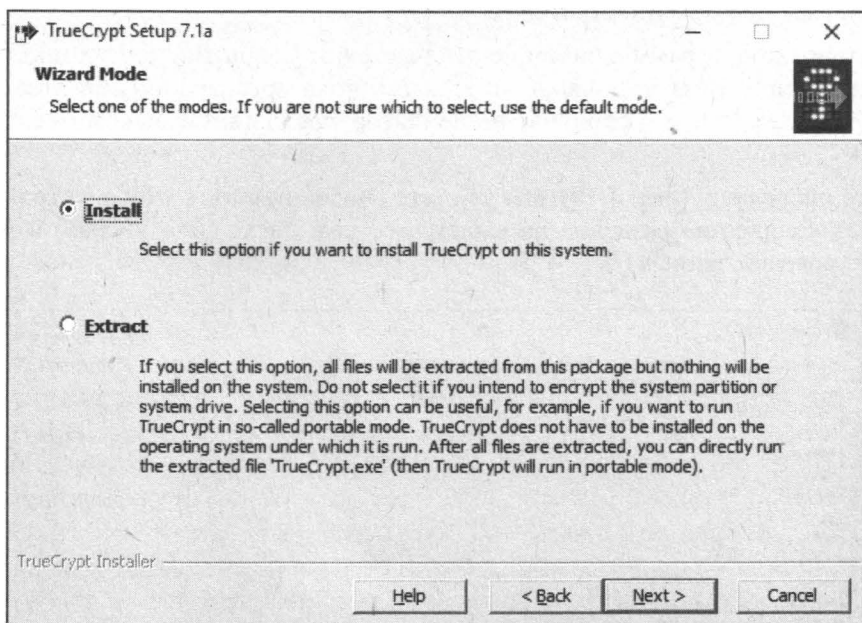 TrueCrypt Setup 7.1a
Wizard Mode
Select one of the modes. If you are not sure which to select, use the default mode.
Install
Select this option if you want to install TrueCrypt on this system.
Extract
If you select this option, all files will be extracted from this package but nothing will be
installed on the system. Do not select it if you intend to encrypt the system partition or
system drive. Selecting this option can be useful, for example, if you want to run
TrueCrypt in so-called portable mode. TrueCrypt does not have to be installed on the
operating system under which it is run. After all files are extracted, you can directly run
the extracted file 'TrueCrypt.exe' (then TrueCrypt will run in portable mode).
TrueCrypt Installer
Help
< Back
Next >
Cancel